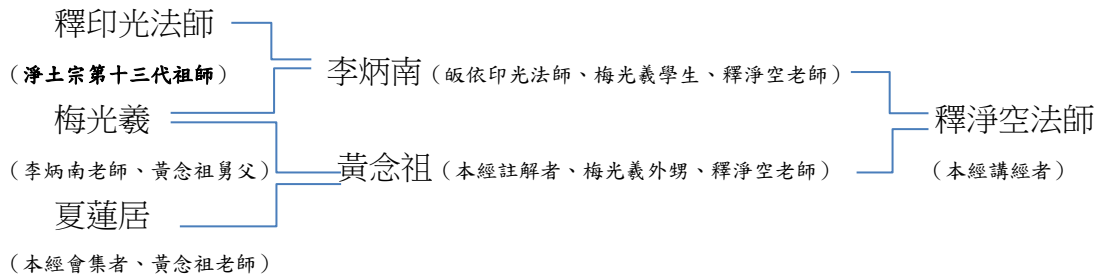 釋印光法師
（淨土宗第十三代祖師）
李炳南（皈依印光法師、梅光羲學生、釋淨空老師）
梅光羲
釋淨空法師
（李炳南老師、黃念祖舅父）
黃念祖（本經註解者、梅光羲外甥、釋淨空老師）
（本經講經者）
夏蓮居
（本經會集者、黃念祖老師）